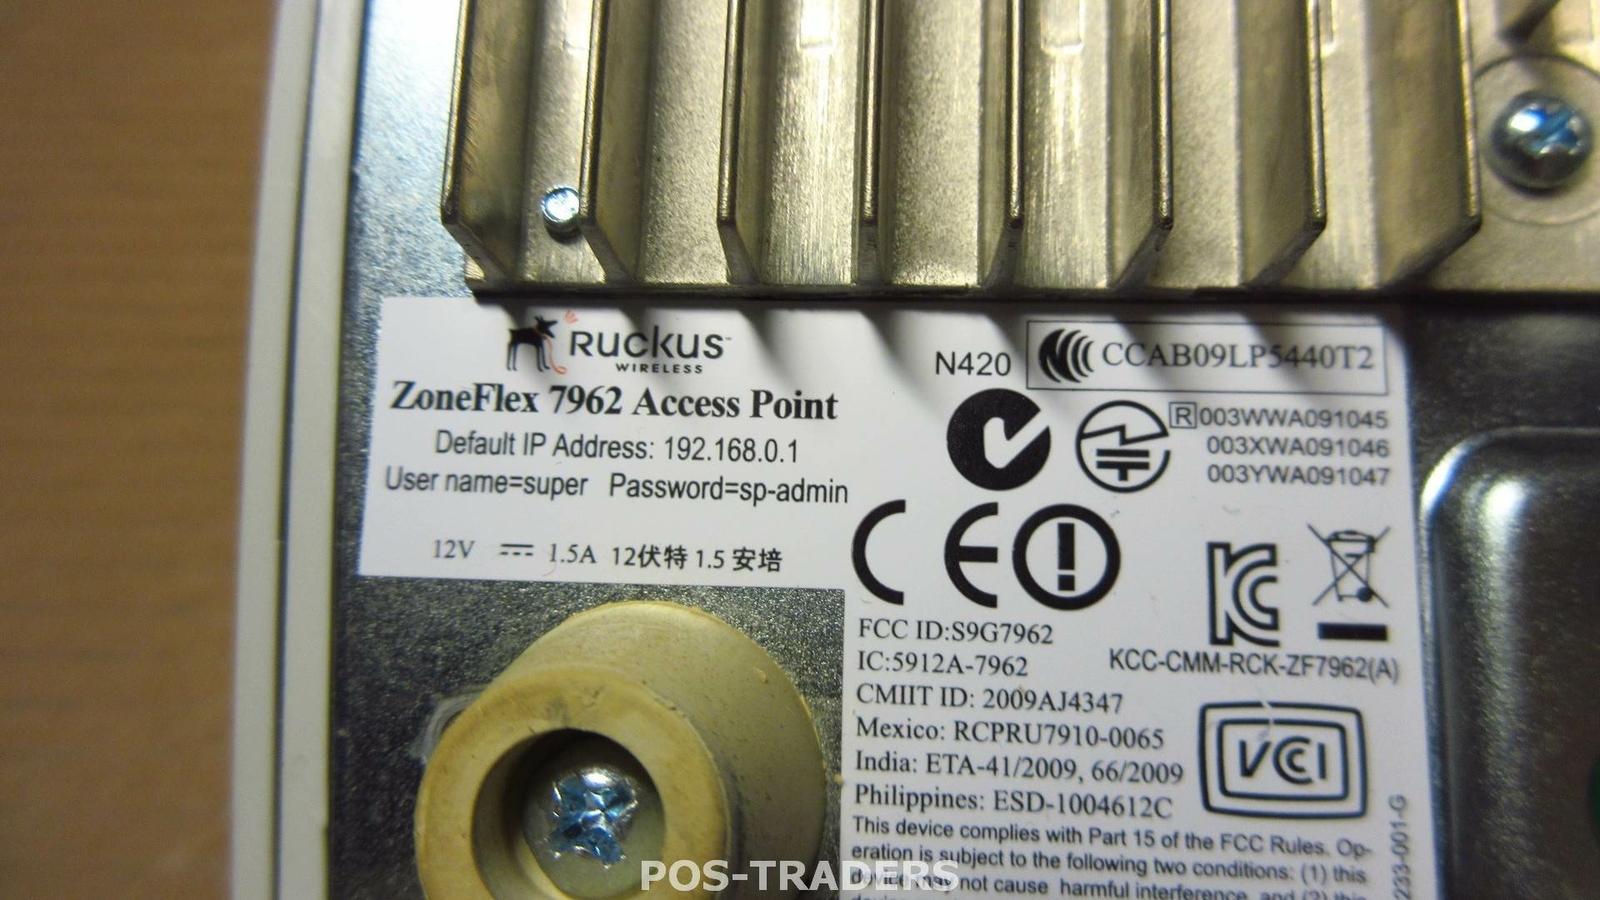 RUCKUS
WIRELESS
ZoneFlex 7962 Access Point
Default IP Address: 192.168.0.1
User name=super Password=sp-admin
12V 1.5A 12伏特 1.5 安培
N420
CCAB09LP5440T2
R 003WWA091045
003XWA091046
003YWA091047
CE
KCC-CMM-RCK-ZF7962(A)
FCC ID:S9G7962
IC:5912A-7962
CMIIT ID: 2009AJ4347
Mexico: RCPRU7910-0065
India: ETA-41/2009, 66/2009
Philippines: ESD-1004612C
VCCI
This device complies with Part 15 of the FCC Rules. Op-
eration is subject to the following two conditions: (1) this
device may not cause harmful interference, and (2) this
233-001-G
POS-TRADERS